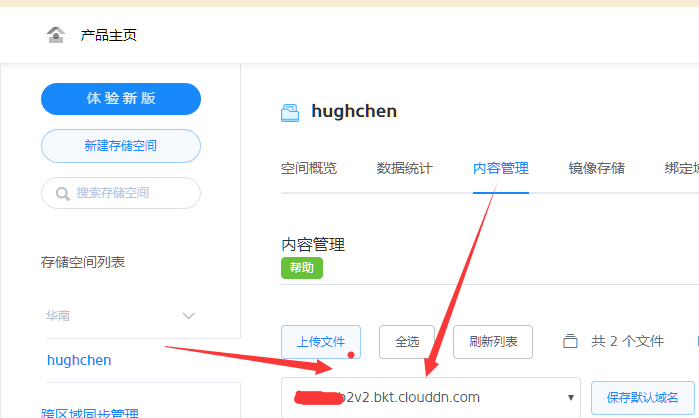 产品主页
体验新版
新建存储空间
搜索存储空间
存储空间列表
华南
hughchen
跨区域同步管理
hughchen
空间概览 数据统计 内容管理 镜像存储 绑定
内容管理
帮助
上传文件 全选 刷新列表 共 2 个文件
b2v2.bkt.clouddn.com 保存默认域名